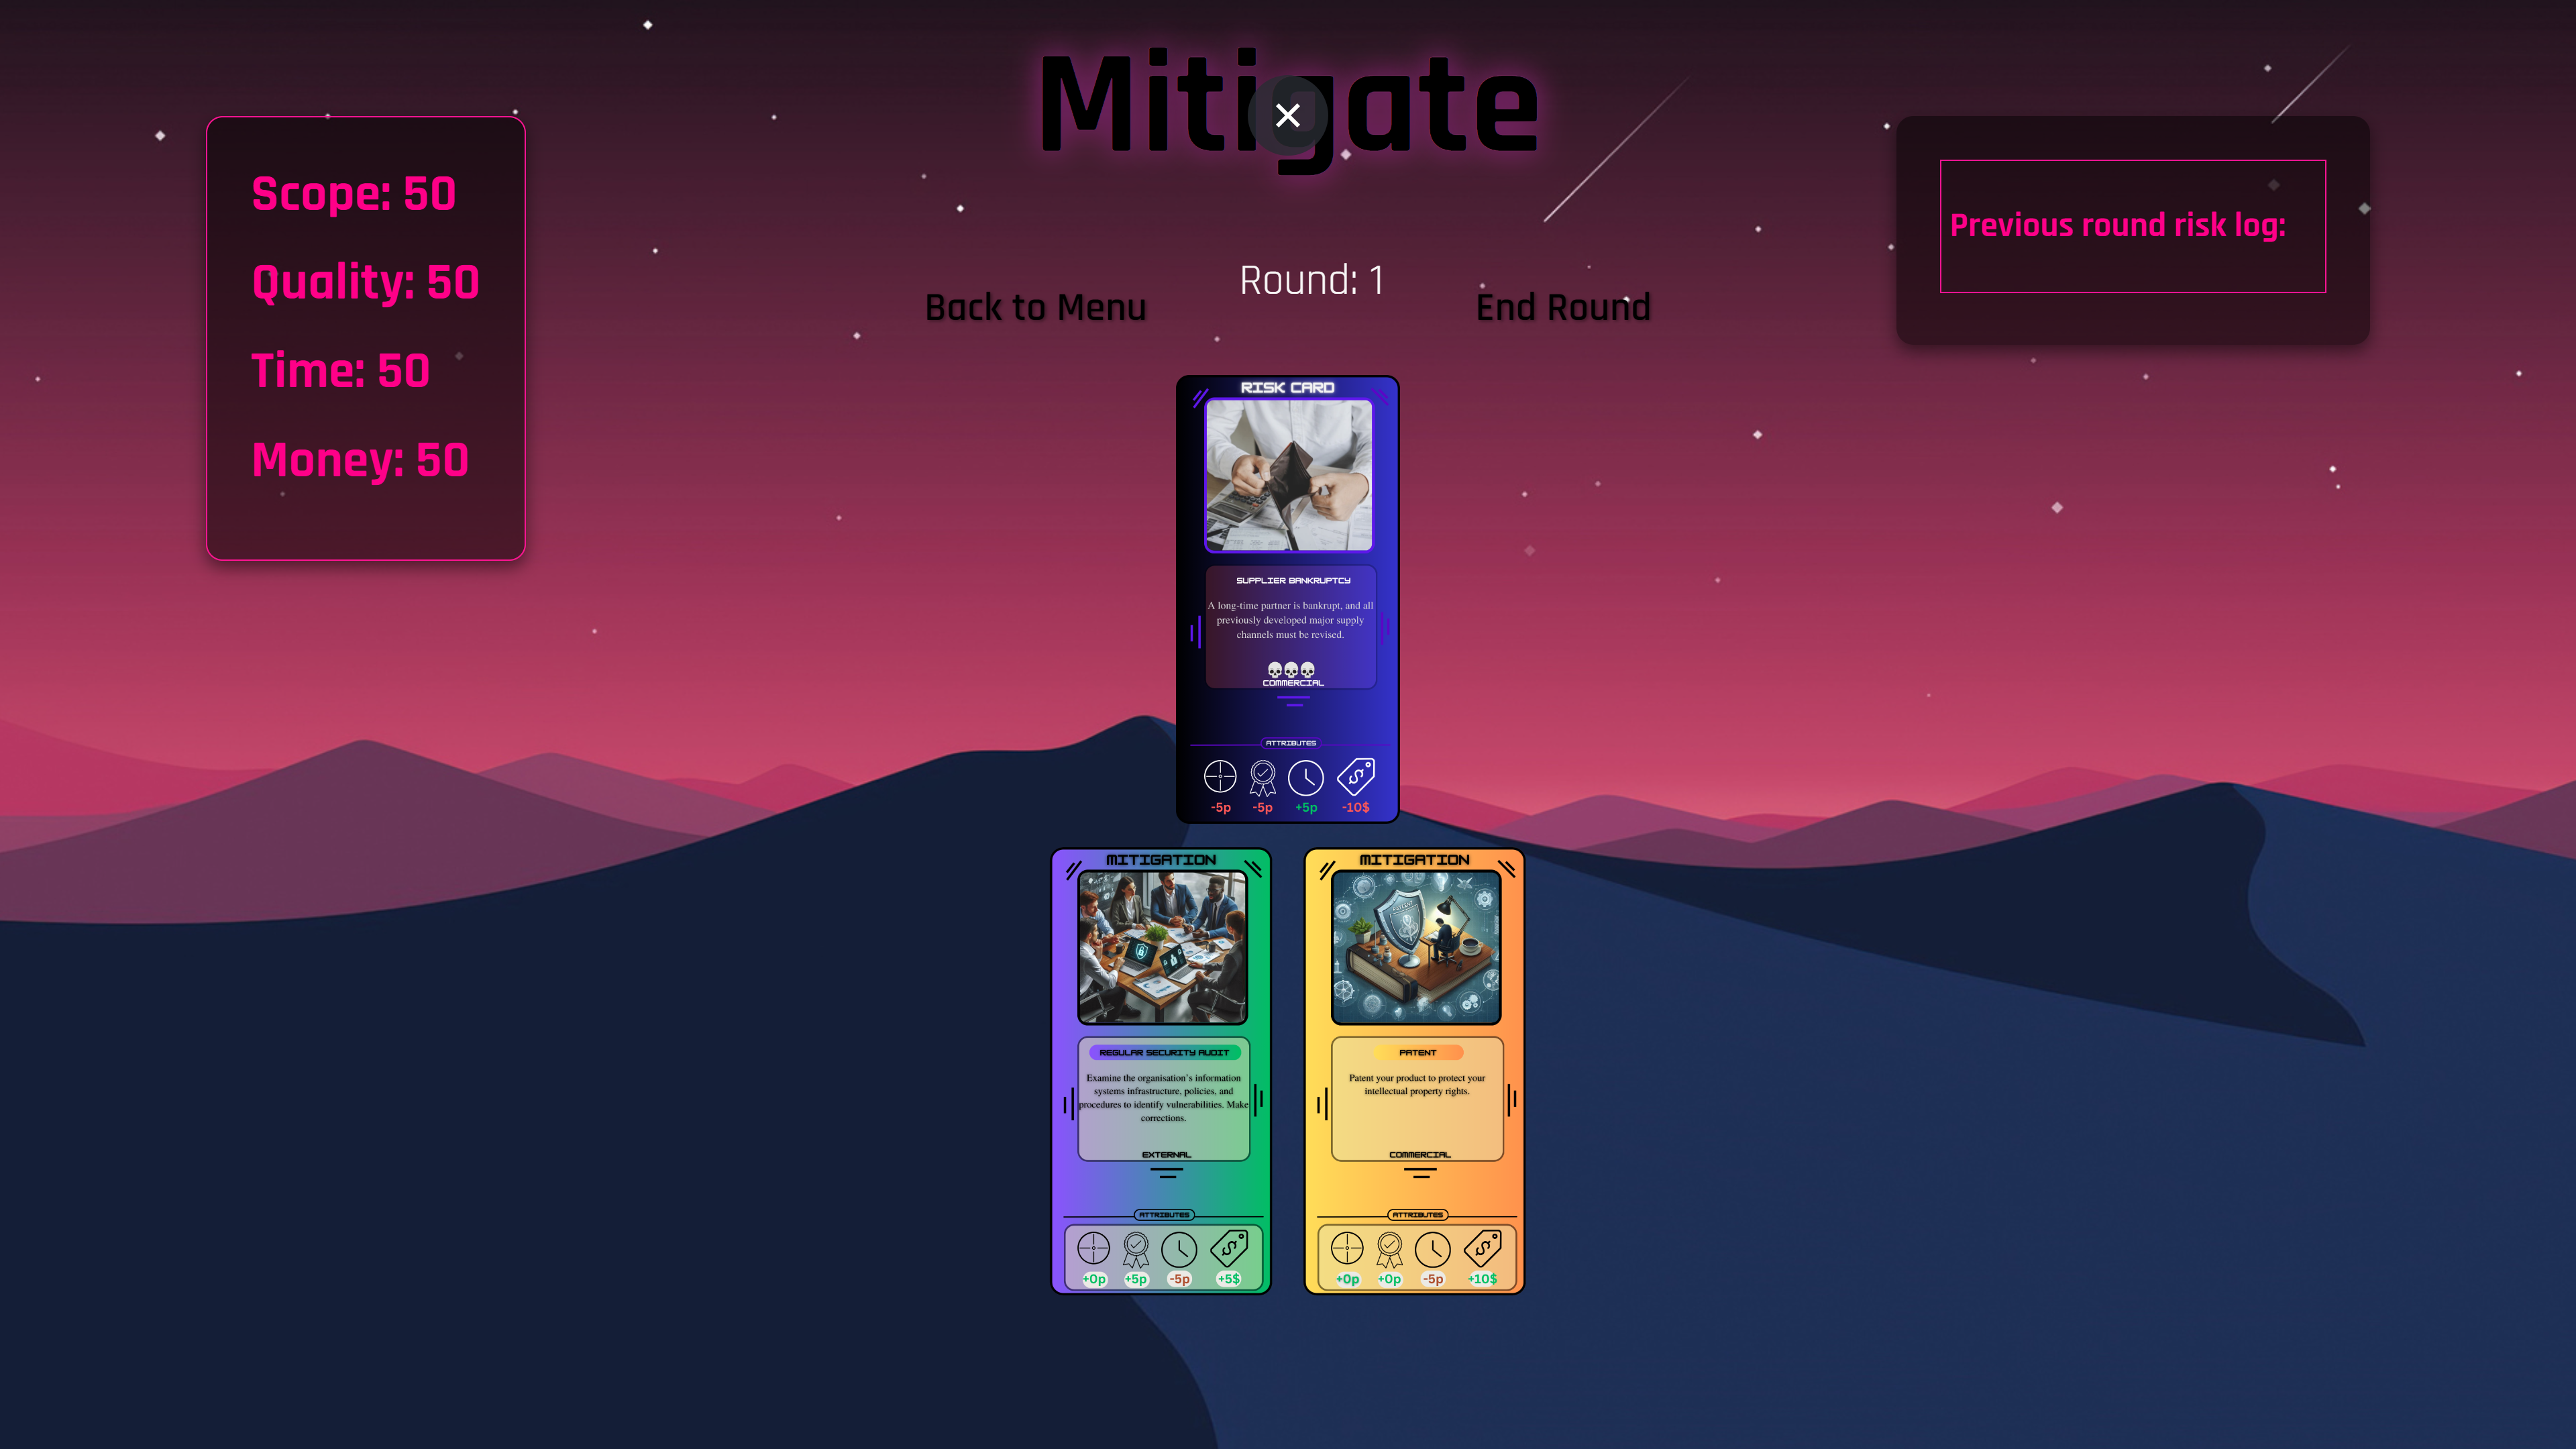 Mitigate
Scope: 50
Quality: 50
Time: 50
Money: 50
Previous round risk log:
Round: 1
Back to Menu
End Round
RISK CARD
SUPPLIER BANKRUPTCY
A long-time partner is bankrupt, and all
previously developed major supply
channels must be revised.
COMMERCIAL
ATTRIBUTES
-5p -5p +5p -10$
MITIGATION
REGULAR SECURITY AUDIT
Examine the organisation's information
systems infrastructure, policies, and
procedures to identify vulnerabilities. Make
corrections.
EXTERNAL
ATTRIBUTES
+0p +5p -5p +5$
MITIGATION
PATENT
Patent your product to protect your
intellectual property rights.
COMMERCIAL
ATTRIBUTES
+0p +0p -5p +10$